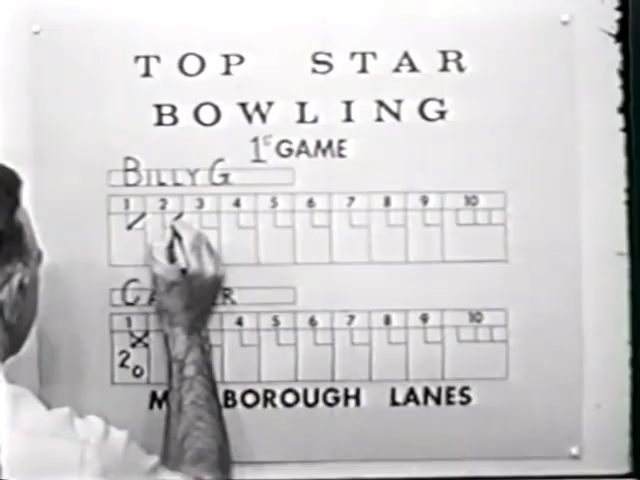 TOP STAR
BOWLING
1st GAME
BILLY G
1 2 3 4 5 6 7 8 9 10
/
1 4 5 6 7 8 9 10
X
20
LANES